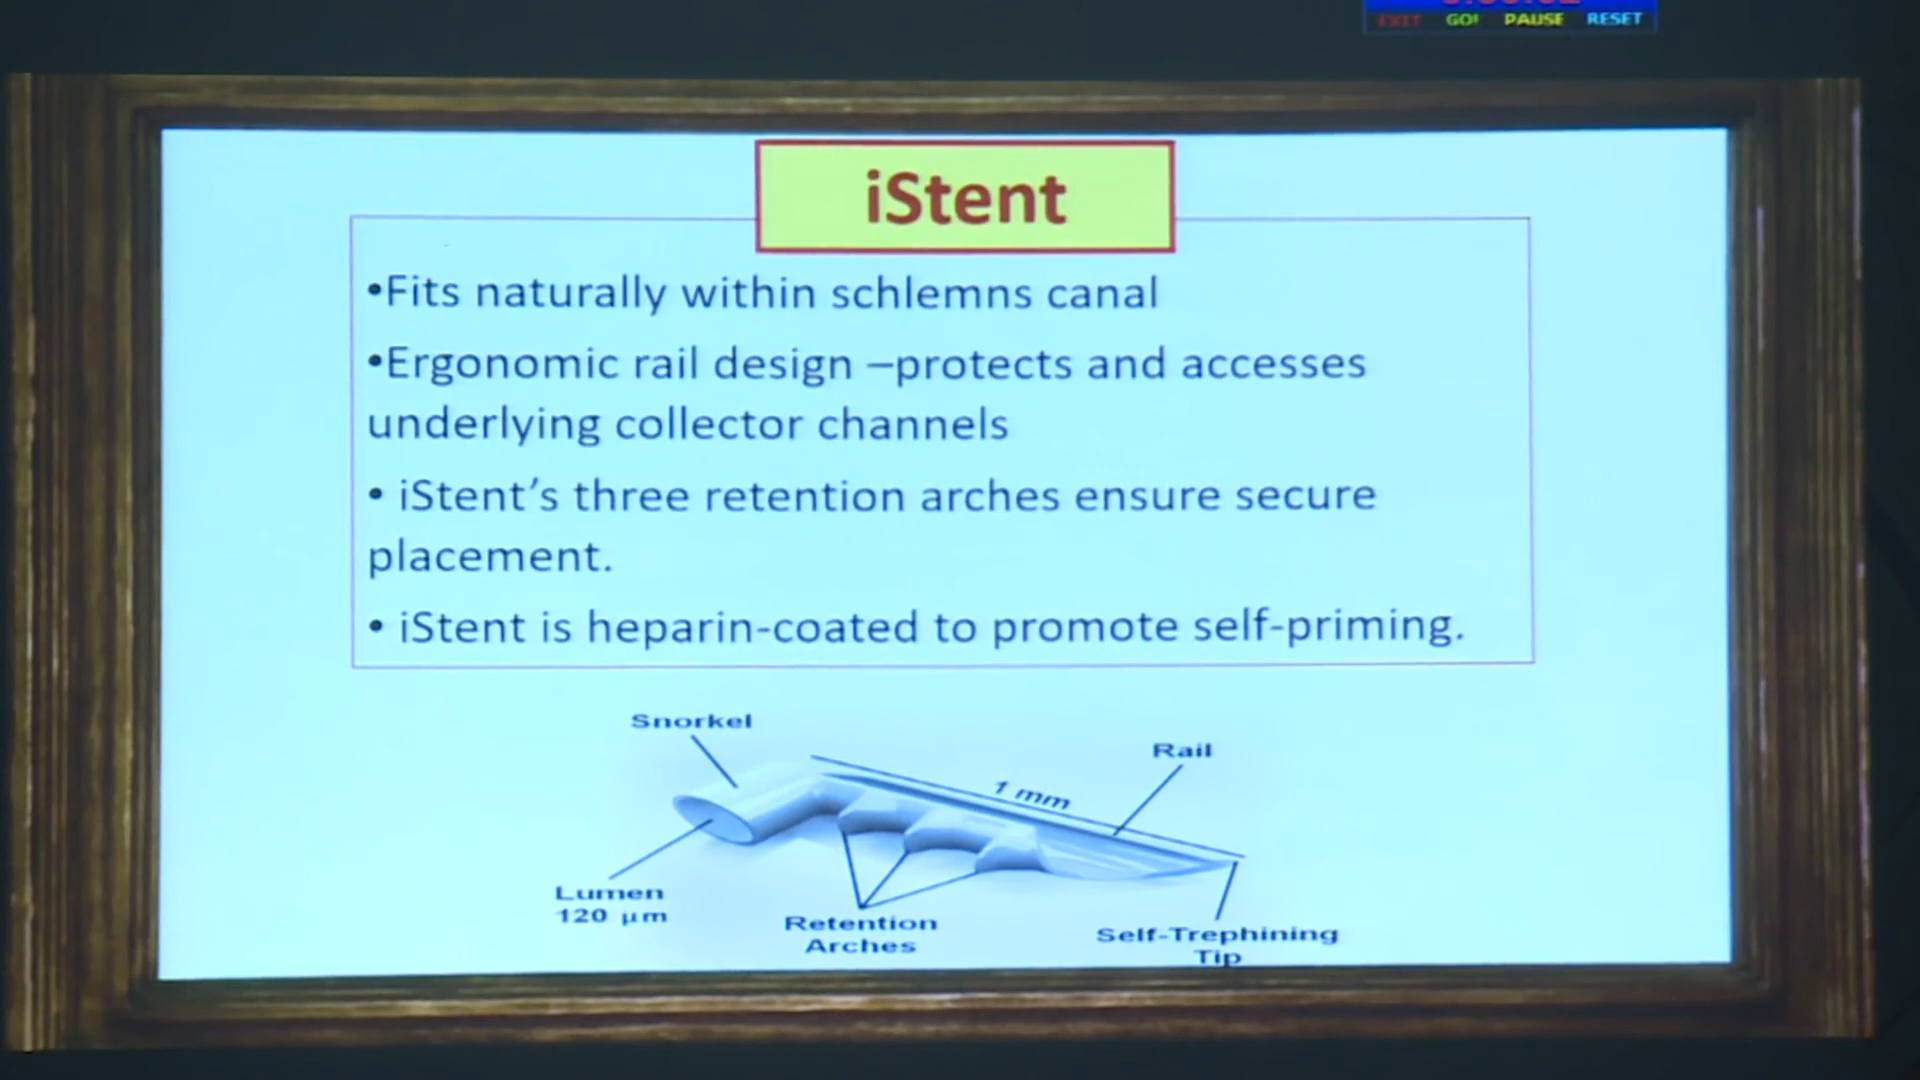 EXIT GO! PAUSE RESET
iStent
•Fits naturally within schlemns canal
•Ergonomic rail design –protects and accesses
underlying collector channels
• iStent’s three retention arches ensure secure
placement.
• iStent is heparin-coated to promote self-priming.
Snorkel
Rail
1 mm
Lumen
120 µm
Retention
Arches
Self-Trephining
Tip